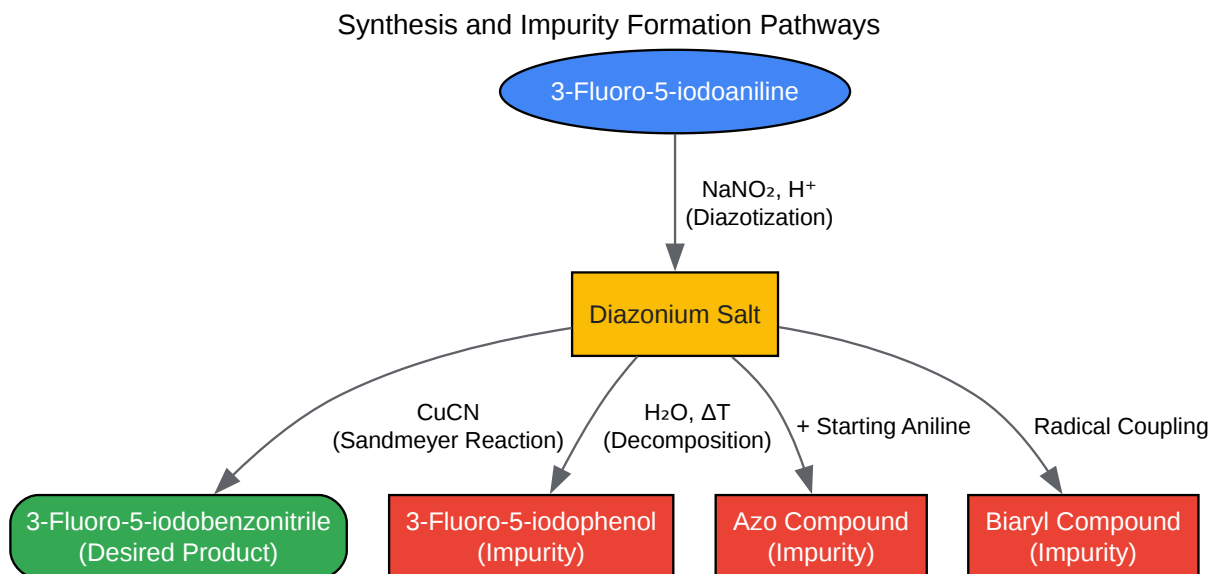 Synthesis and Impurity Formation Pathways
3-Fluoro-5-iodoaniline
NaNO₂, H⁺
(Diazotization)
Diazonium Salt
CuCN
(Sandmeyer Reaction)
H₂O, ΔT
(Decomposition)
+ Starting Aniline
Radical Coupling
3-Fluoro-5-iodobenzonitrile
(Desired Product)
3-Fluoro-5-iodophenol
(Impurity)
Azo Compound
(Impurity)
Biaryl Compound
(Impurity)